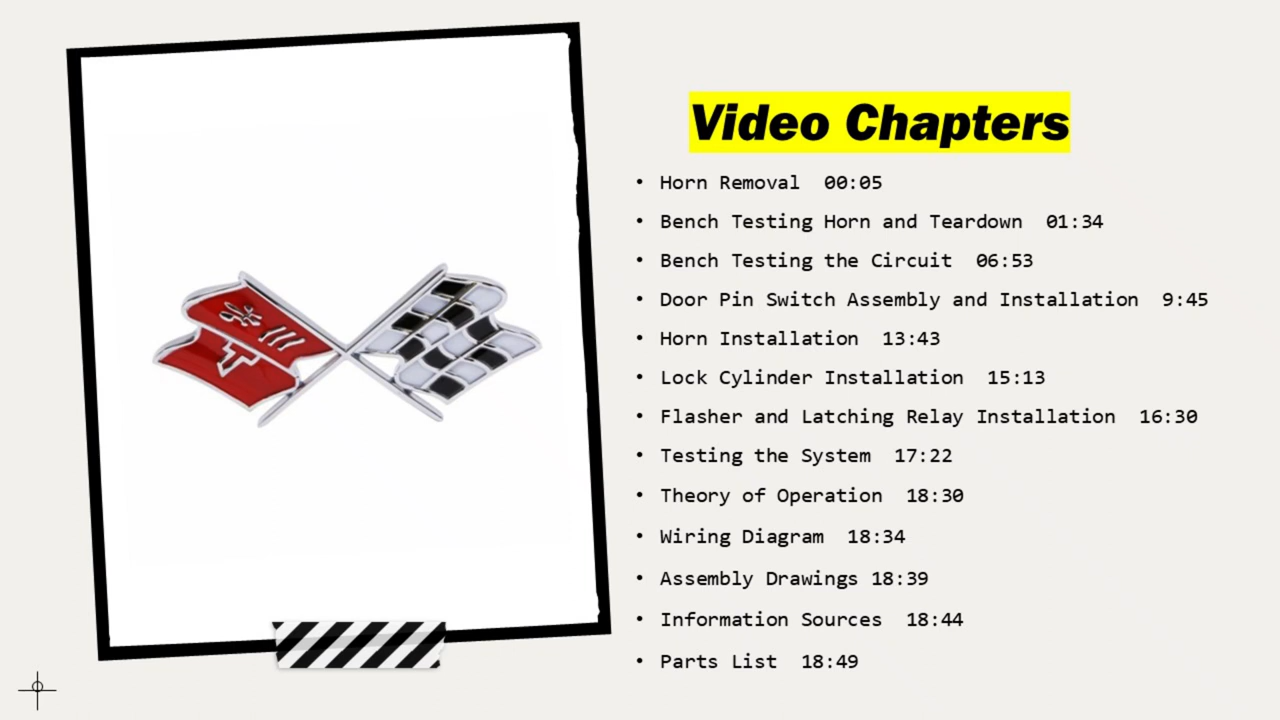 Video Chapters
• Horn Removal  00:05
• Bench Testing Horn and Teardown  01:34
• Bench Testing the Circuit  06:53
• Door Pin Switch Assembly and Installation  9:45
• Horn Installation  13:43
• Lock Cylinder Installation  15:13
• Flasher and Latching Relay Installation  16:30
• Testing the System  17:22
• Theory of Operation  18:30
• Wiring Diagram  18:34
• Assembly Drawings 18:39
• Information Sources  18:44
• Parts List  18:49